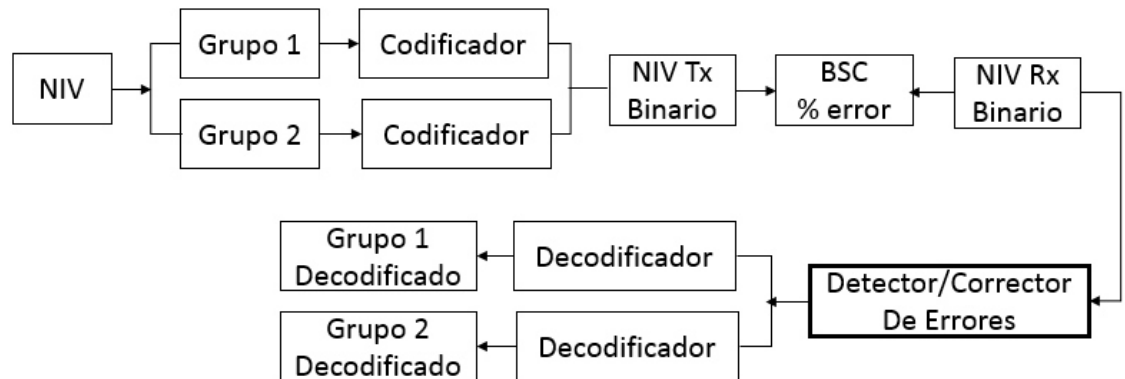 NIV
Grupo 1
Codificador
Grupo 2
Codificador
NIV Tx
Binario
BSC
% error
NIV Rx
Binario
Grupo 1
Decodificado
Decodificador
Grupo 2
Decodificado
Decodificador
Detector/Corrector
De Errores